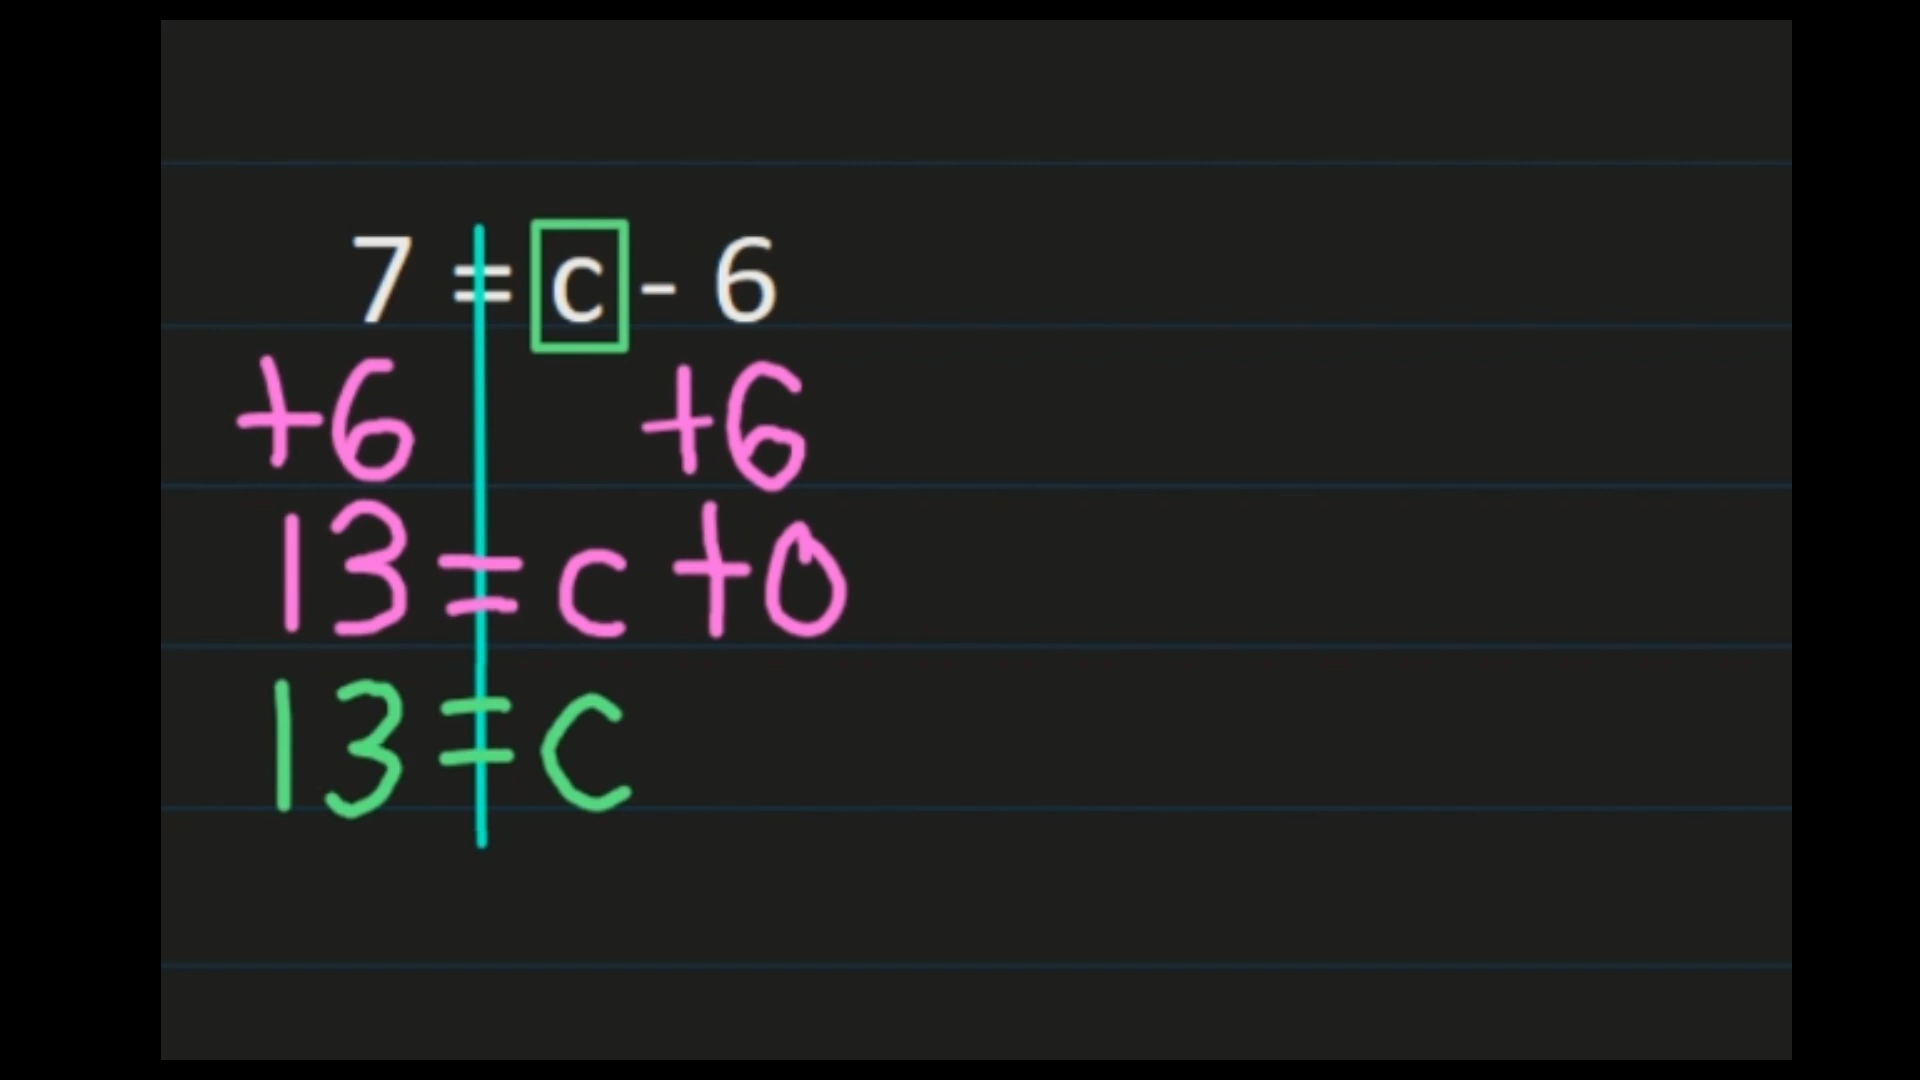 7 = c - 6
+6 +6
13 = c + 0
13 = c